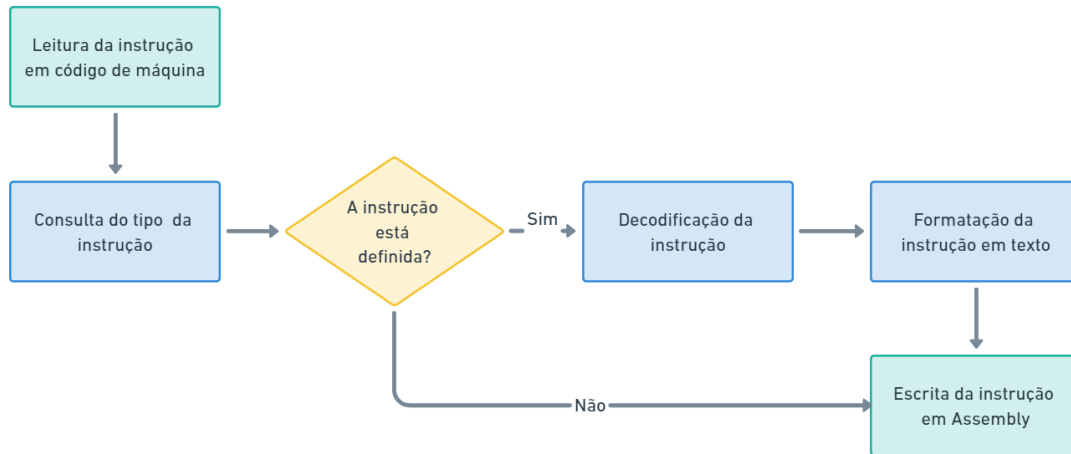 Leitura da instrução
em código de máquina
Consulta do tipo da
instrução
A instrução
está
definida?
Sim
Decodificação da
instrução
Formatação da
instrução em texto
Não
Escrita da instrução
em Assembly